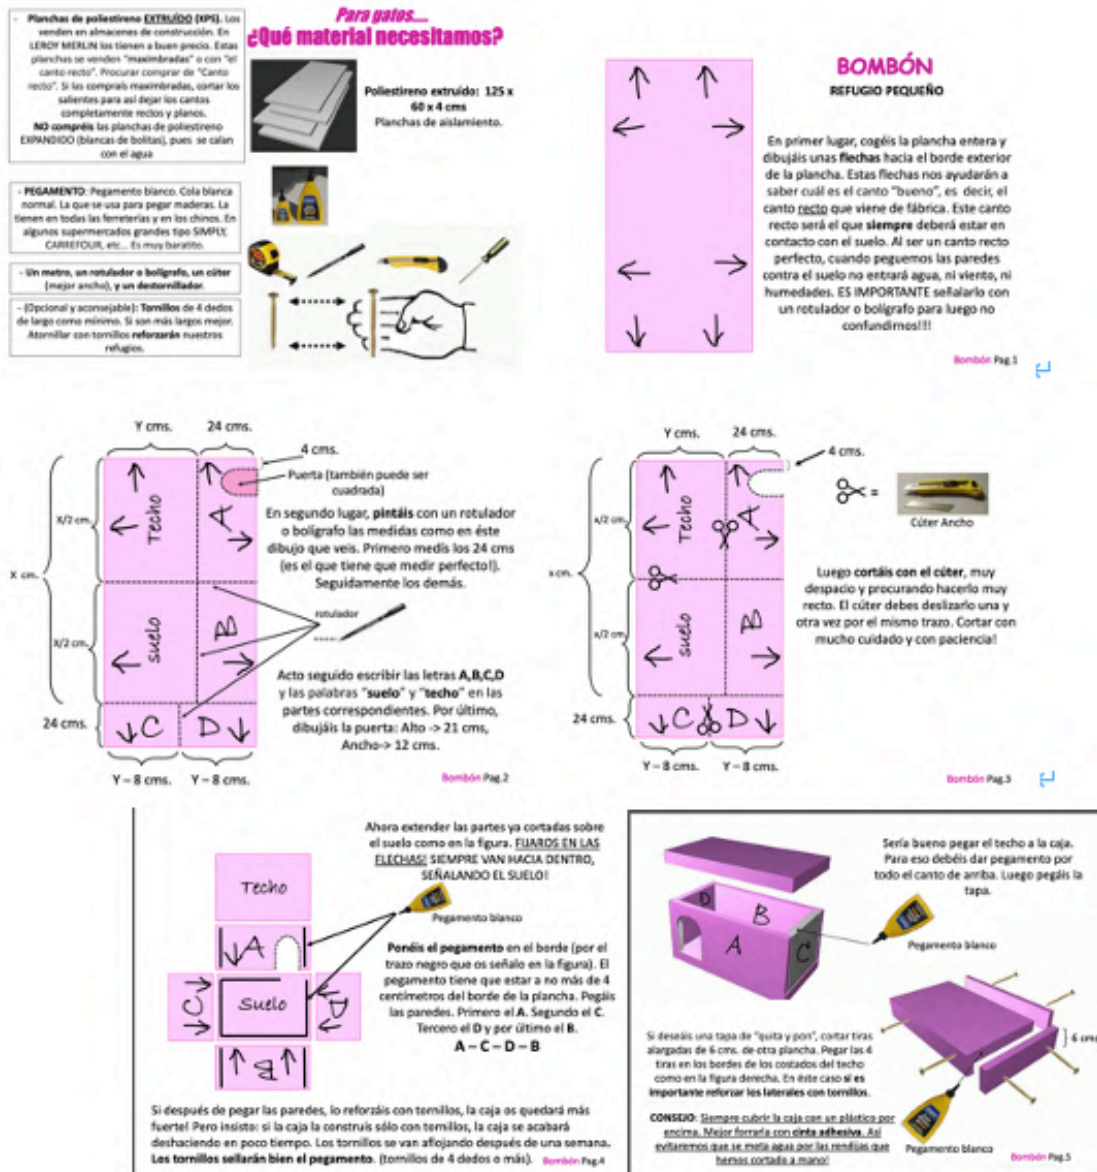 - Planchas de poliestireno EXTRUÍDO (XPS). Los
venden en almacenes de construcción. En
LEROY MERLIN los tienen a buen precio. Estas
planchas se venden "maximbradas" o con "el
canto recto". Procurar comprar de "Canto
recto". Si las compráis maximbradas, cortar los
salientes para así dejar los cantos
completamente rectos y planos.
NO compréis las planchas de poliestireno
EXPANDIDO (blancas de bolitas), pues se calan
con el agua
- PEGAMENTO: Pegamento blanco. Cola blanca
normal. La que se usa para pegar maderas. La
tienen en todas las ferreterías y en los chinos. En
algunos supermercados grandes tipo SIMPLY,
CARREFOUR, etc... Es muy baratito.
- Un metro, un rotulador o bolígrafo, un cúter
(mejor ancho), y un destornillador.
- (Opcional y aconsejable): Tornillos de 4 dedos
de largo como mínimo. Si son más largos mejor.
Atornillar con tornillos reforzarán nuestros
refugios.
Para gatos....
¿Qué material necesitamos?
Poliestireno extruído: 125 x
60 x 4 cms
Planchas de aislamiento.
BOMBÓN
REFUGIO PEQUEÑO
En primer lugar, cogéis la plancha entera y
dibujáis unas flechas hacia el borde exterior
de la plancha. Estas flechas nos ayudarán a
saber cuál es el canto "bueno", es decir, el
canto recto que viene de fábrica. Este canto
recto será el que siempre deberá estar en
contacto con el suelo. Al ser un canto recto
perfecto, cuando peguemos las paredes
contra el suelo no entrará agua, ni viento, ni
humedades. ES IMPORTANTE señalarlo con
un rotulador o bolígrafo para luego no
confundirnos!!!
Bombón Pag.1
Y cms.
24 cms.
4 cms.
Puerta (también puede ser
cuadrada)
X/2 cm.
X cm.
X/2 cm.
24 cms.
Techo
A
suelo
B
C
D
Y – 8 cms.
Y – 8 cms.
En segundo lugar, pintáis con un rotulador
o bolígrafo las medidas como en éste
dibujo que veis. Primero medís los 24 cms
(es el que tiene que medir perfecto!).
Seguidamente los demás.
rotulador
Acto seguido escribir las letras A,B,C,D
y las palabras "suelo" y "techo" en las
partes correspondientes. Por último,
dibujáis la puerta: Alto -> 21 cms,
Ancho-> 12 cms.
Bombón Pag.2
Y cms.
24 cms.
4 cms.
x/2 cm.
x cm.
x/2 cm.
24 cms.
Techo
A
suelo
B
C
D
Y – 8 cms.
Y – 8 cms.
=
Cúter Ancho
Luego cortáis con el cúter, muy
despacio y procurando hacerlo muy
recto. El cúter debes deslizarlo una y
otra vez por el mismo trazo. Cortar con
mucho cuidado y con paciencia!
Bombón Pag.3
Ahora extender las partes ya cortadas sobre
el suelo como en la figura. FIJAROS EN LAS
FLECHAS! SIEMPRE VAN HACIA DENTRO,
SEÑALANDO EL SUELO!
Pegamento blanco
Techo
A
C
Suelo
D
B
Ponéis el pegamento en el borde (por el
trazo negro que os señalo en la figura). El
pegamento tiene que estar a no más de 4
centímetros del borde de la plancha. Pegáis
las paredes. Primero el A. Segundo el C.
Tercero el D y por último el B.
A – C – D – B
Si después de pegar las paredes, lo reforzáis con tornillos, la caja os quedará más
fuerte! Pero insisto: si la caja la construís sólo con tornillos, la caja se acabará
deshaciendo en poco tiempo. Los tornillos se van aflojando después de una semana.
Los tornillos sellarán bien el pegamento. (tornillos de 4 dedos o más).
Bombón Pag.4
Sería bueno pegar el techo a la caja.
Para eso debéis dar pegamento por
todo el canto de arriba. Luego pegáis la
tapa.
D
B
A
C
Pegamento blanco
6 cms
Si deseáis una tapa de "quita y pon", cortar tiras
alargadas de 6 cms. de otra plancha. Pegar las 4
tiras en los bordes de los costados del techo
como en la figura derecha. En éste caso sí es
importante reforzar los laterales con tornillos.
CONSEJO: Siempre cubrir la caja con un plástico por
encima. Mejor forrarla con cinta adhesiva. Así
evitaremos que se meta agua por las rendijas que
hemos cortado a mano!
Pegamento blanco
Bombón Pag.5